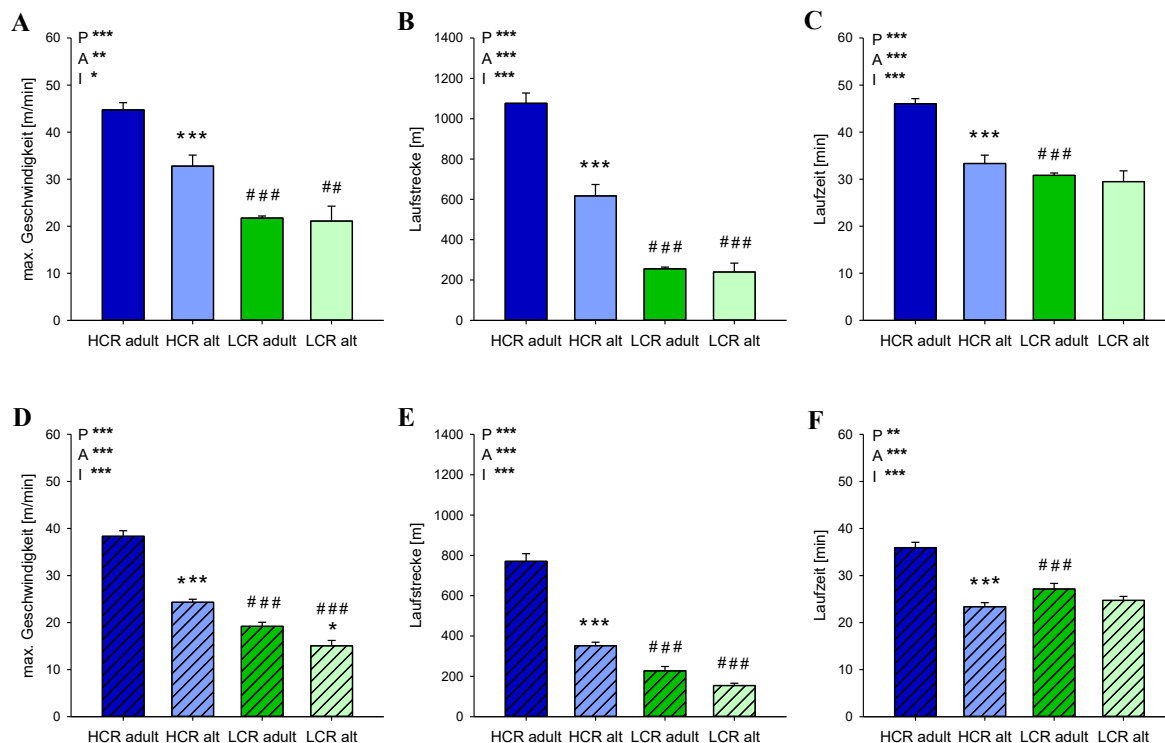 A
max. Geschwindigkeit [m/min]
60
50
40
30
20
10
0
P ***
A **
I *
***
###
##
HCR adult HCR alt LCR adult LCR alt
B
Laufstrecke [m]
1400
1200
1000
800
600
400
200
0
P ***
A ***
I ***
***
###
###
HCR adult HCR alt LCR adult LCR alt
C
Laufzeit [min]
60
50
40
30
20
10
0
P ***
A ***
I ***
***
###
HCR adult HCR alt LCR adult LCR alt
D
max. Geschwindigkeit [m/min]
60
50
40
30
20
10
0
P ***
A ***
I ***
***
###
###
*
HCR adult HCR alt LCR adult LCR alt
E
Laufstrecke [m]
1400
1200
1000
800
600
400
200
0
P ***
A ***
I ***
***
###
###
HCR adult HCR alt LCR adult LCR alt
F
Laufzeit [min]
60
50
40
30
20
10
0
P **
A ***
I ***
***
###
HCR adult HCR alt LCR adult LCR alt